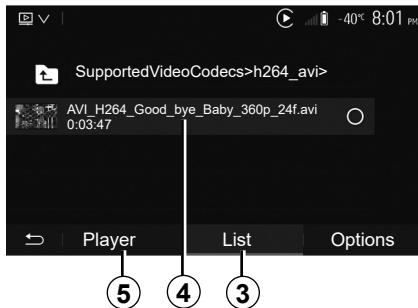 -40°C 8:01 PM
SupportedVideoCodecs>h264_avi>
AVI_H264_Good_bye_Baby_360p_24f.avi
0:03:47
Player List Options
5 4 3